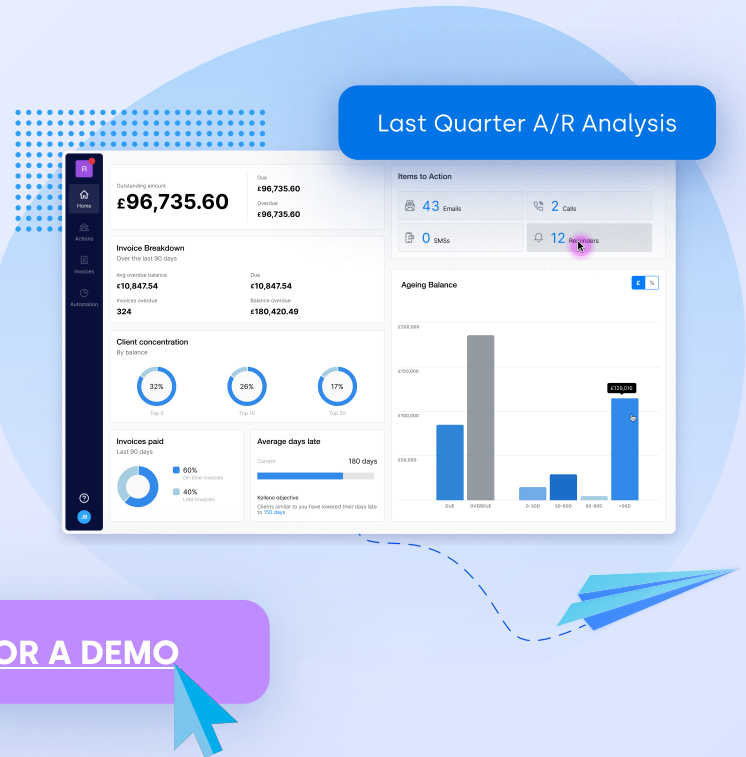 Last Quarter A/R Analysis
R
Home
Actions
Invoices
Automation
JB
Outstanding amount
£96,735.60
Due
£96,735.60
Overdue
£96,735.60
Invoice Breakdown
Over the last 90 days
Avg overdue balance
£10,847.54
Due
£10,847.54
Invoices overdue
324
Balance overdue
£180,420.49
Client concentration
By balance
32%
26%
17%
Top 5
Top 10
Top 20
Invoices paid
Last 90 days
60%
On time invoices
40%
Late invoices
Average days late
Current
180 days
Kolleno objective
Clients similar to you have lowered their days late
to 150 days
Items to Action
43 Emails
2 Calls
0 SMSs
12 Reminders
Ageing Balance
£
%
£200,000
£150,000
£100,000
£50,000
£129,016
DUE
OVERDUE
0-30D
30-60D
60-90D
+90D
OR A DEMO